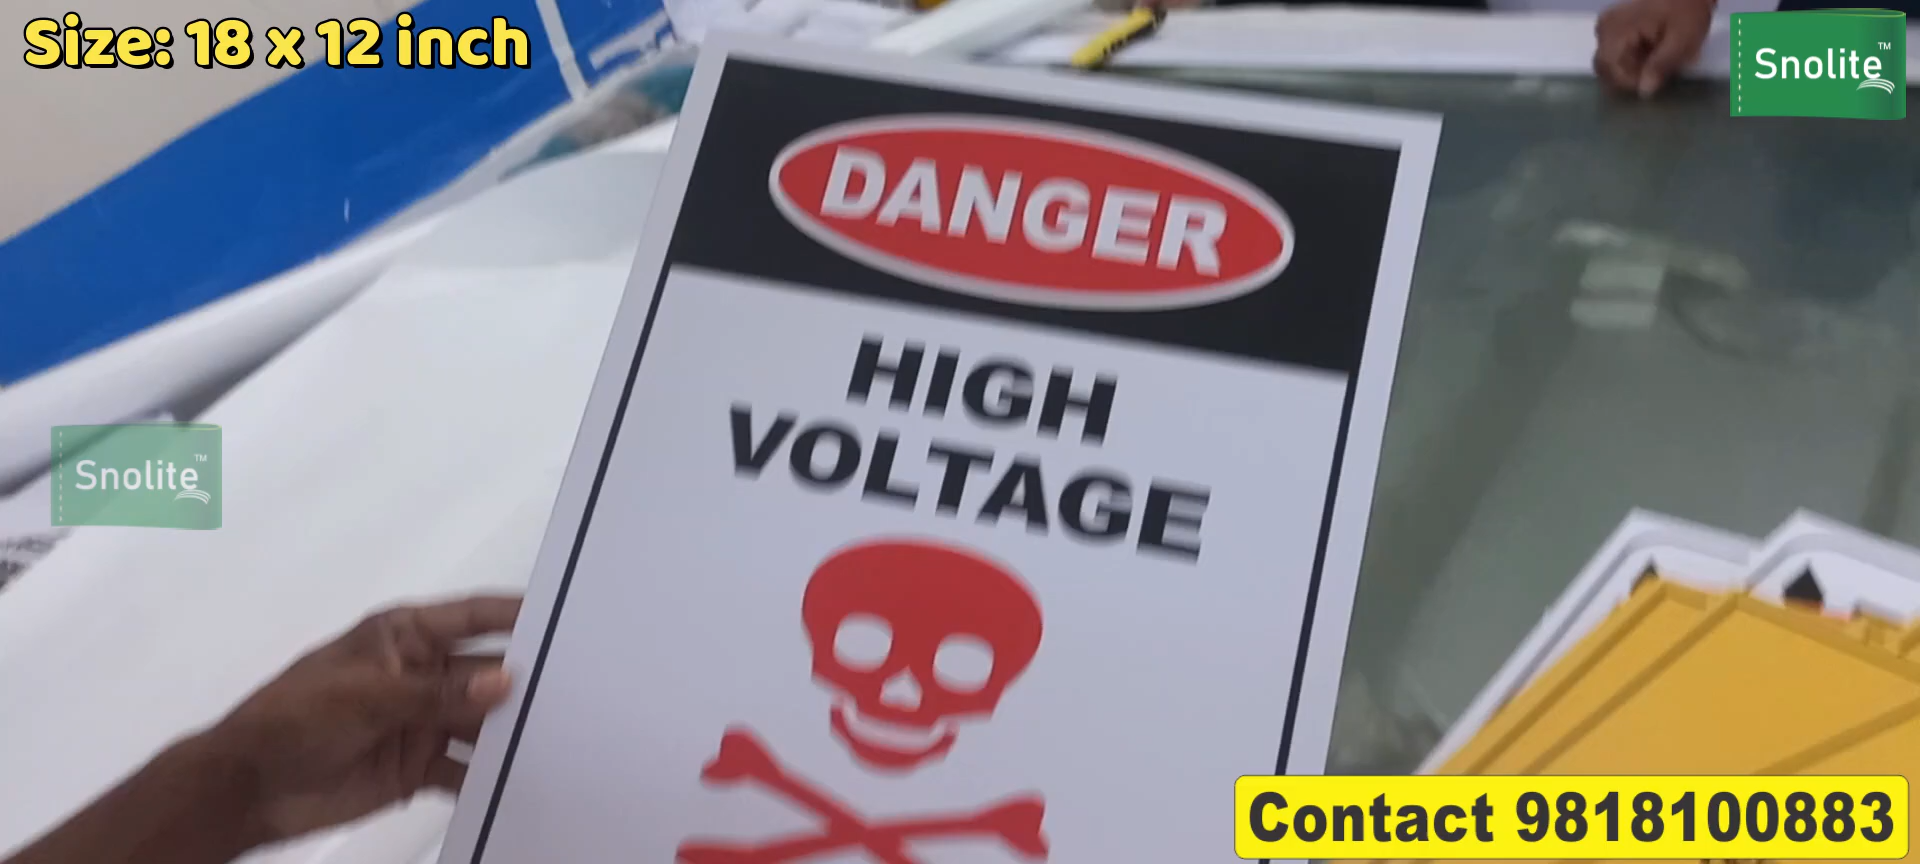 Size: 18 x 12 inch
Snolite™
DANGER
HIGH
VOLTAGE
Snolite™
Contact 9818100883